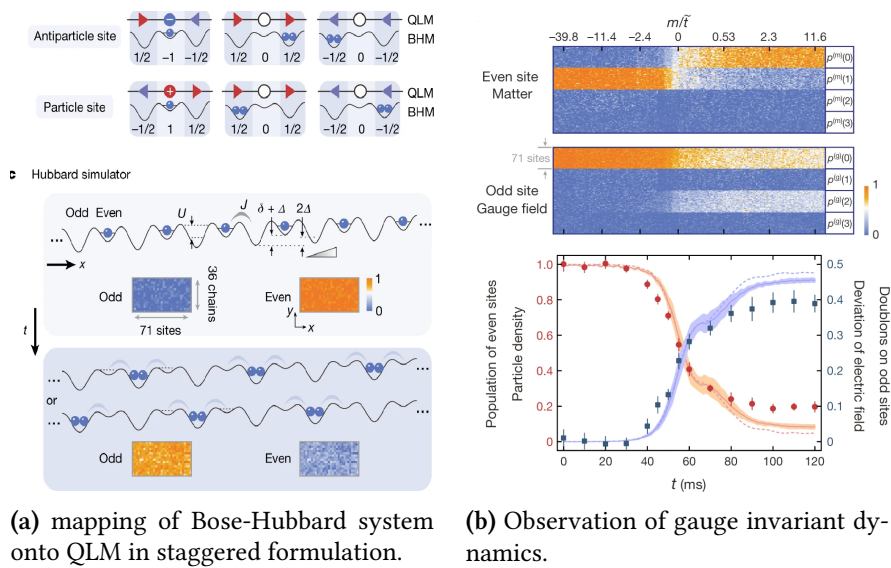 QLM
Antiparticle site
BHM
1/2 −1 1/2 1/2 0 1/2 −1/2 0 −1/2
QLM
Particle site
BHM
−1/2 1 1/2 1/2 0 1/2 −1/2 0 −1/2
c Hubbard simulator
Odd Even U J δ + Δ 2Δ
... ...
x
Odd 36 chains Even 1
0
71 sites y x
t
... ...
or
... ...
Odd Even
(a) mapping of Bose-Hubbard system
onto QLM in staggered formulation.
m/t̃
−39.8 −11.4 −2.4 0 0.53 2.3 11.6
Even site
Matter
p(m)(0)
p(m)(1)
p(m)(2)
p(m)(3)
71 sites
Odd site
Gauge field
p(g)(0)
p(g)(1)
p(g)(2)
p(g)(3)
1
0
Population of even sites
Particle density
1.0
0.8
0.6
0.4
0.2
0
0.5
0.4
0.3
0.2
0.1
0
Doublons on odd sites
Deviation of electric field
0 20 40 60 80 100 120
t (ms)
(b) Observation of gauge invariant dy-
namics.